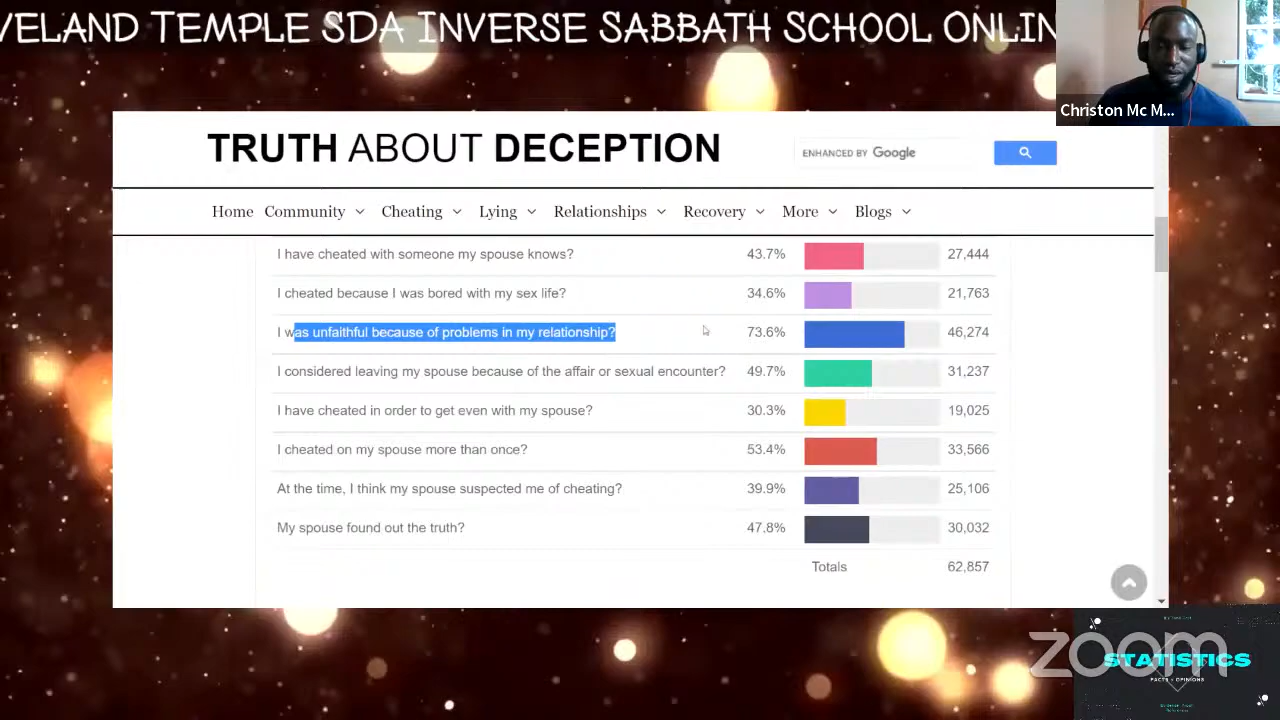 VELAND TEMPLE SDA INVERSE SABBATH SCHOOL ONLIN
Christon Mc M...
TRUTH ABOUT DECEPTION
ENHANCED BY Google
Home Community Cheating Lying Relationships Recovery More Blogs
I have cheated with someone my spouse knows? 43.7% 27,444
I cheated because I was bored with my sex life? 34.6% 21,763
I was unfaithful because of problems in my relationship? 73.6% 46,274
I considered leaving my spouse because of the affair or sexual encounter? 49.7% 31,237
I have cheated in order to get even with my spouse? 30.3% 19,025
I cheated on my spouse more than once? 53.4% 33,566
At the time, I think my spouse suspected me of cheating? 39.9% 25,106
My spouse found out the truth? 47.8% 30,032
Totals 62,857
zoom
STATISTICS
FACTS + OPINIONS